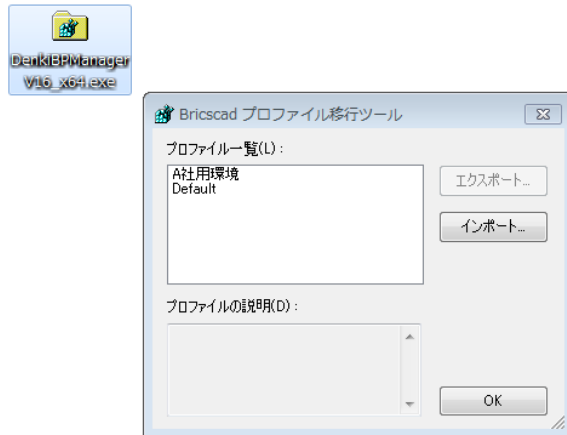 DenkiBPManager
V16_x64.exe
Bricscad プロファイル移行ツール
プロファイル一覧(L) :
A社用環境
Default
エクスポート...
インポート...
プロファイルの説明(D) :
OK